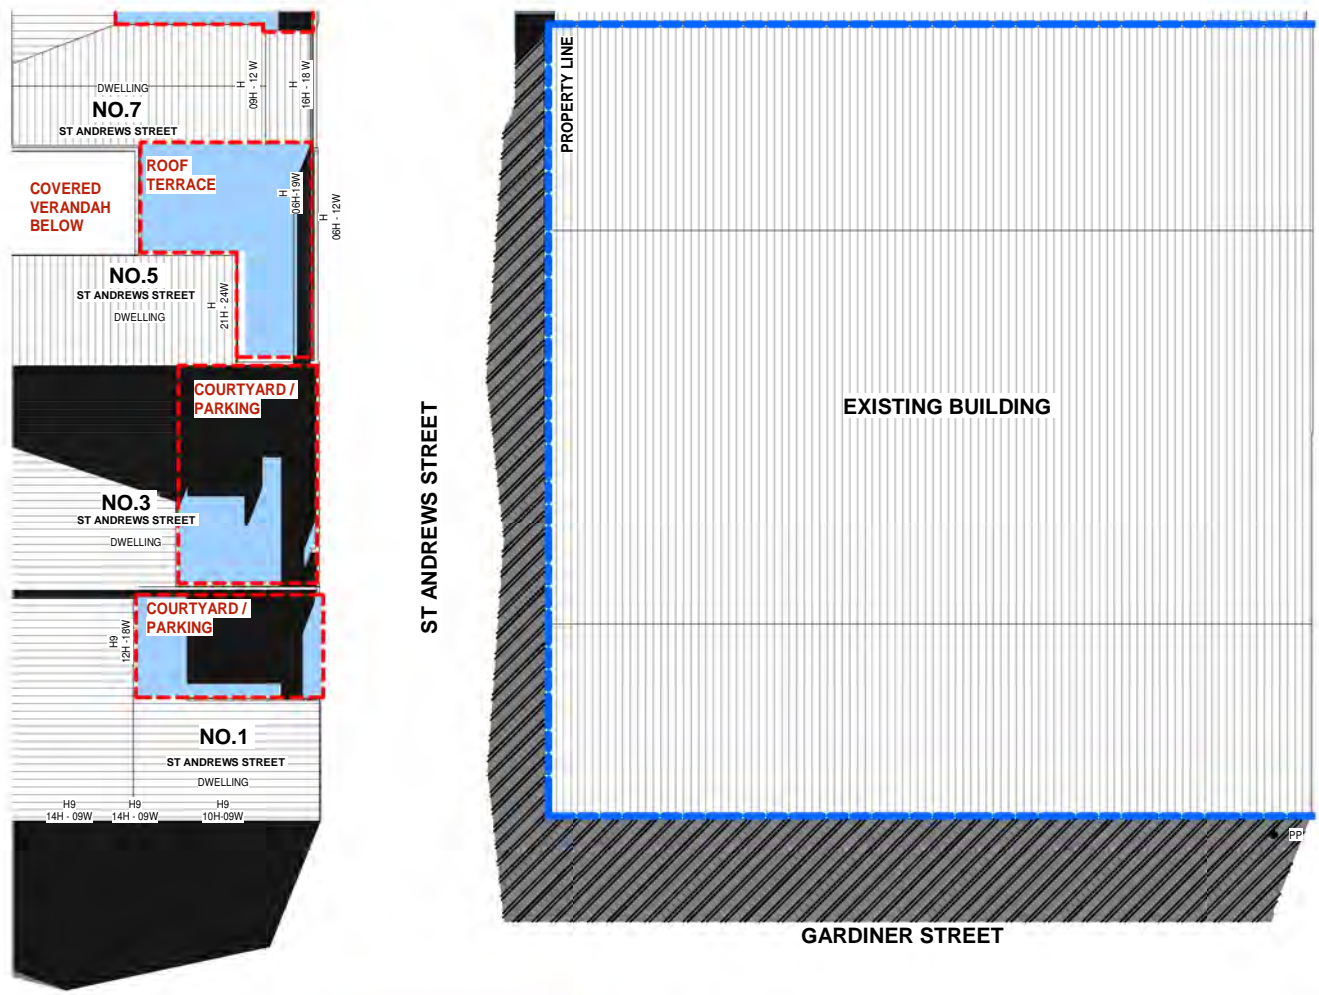 DWELLING
NO.7
ST ANDREWS STREET
H
09H - 12 W
H
16H - 18 W
PROPERTY LINE
ROOF
TERRACE
COVERED
VERANDAH
BELOW
H
06H-19W
H
06H - 12W
NO.5
ST ANDREWS STREET
DWELLING
H
21H - 24W
COURTYARD /
PARKING
EXISTING BUILDING
ST ANDREWS STREET
NO.3
ST ANDREWS STREET
DWELLING
COURTYARD /
PARKING
H9
12H -18W
NO.1
ST ANDREWS STREET
DWELLING
H9
14H - 09W
H9
14H - 09W
H9
10H-09W
PP
GARDINER STREET